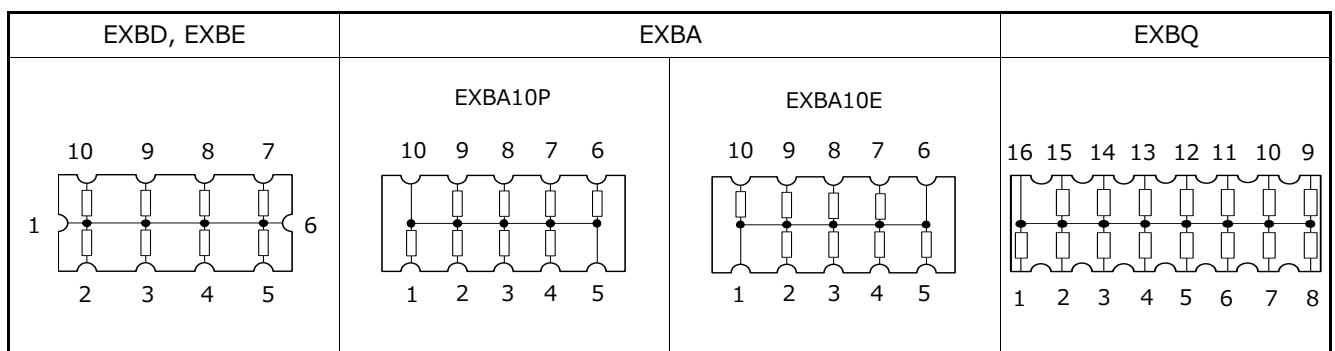 EXBD, EXBE EXBA EXBQ
EXBA10P EXBA10E
10 9 8 7 10 9 8 7 6 10 9 8 7 6 16 15 14 13 12 11 10 9
1 6
2 3 4 5 1 2 3 4 5 1 2 3 4 5 1 2 3 4 5 6 7 8